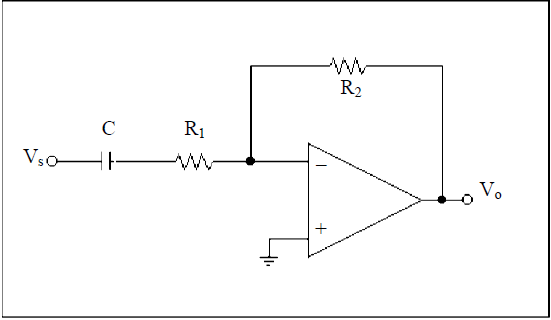 R₂
C
R₁
Vₛ
−
Vₒ
+